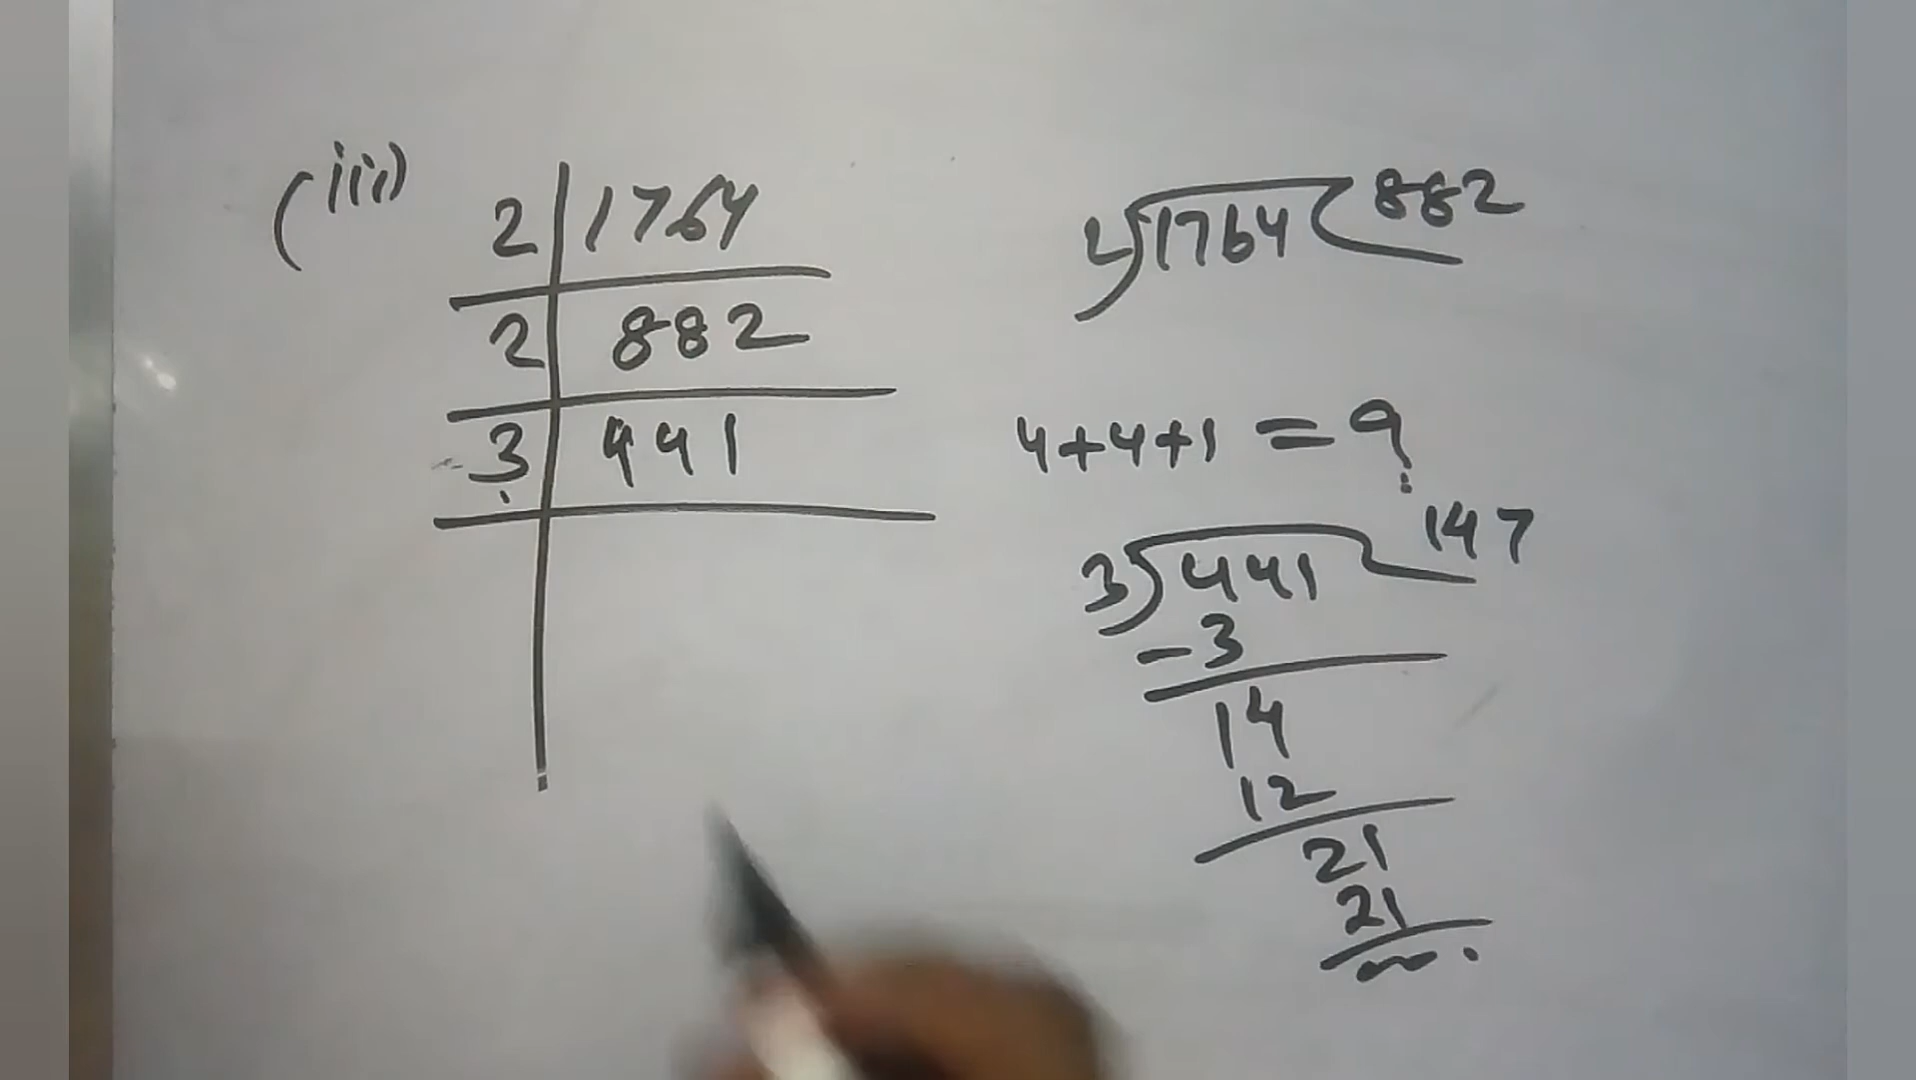 (iii)
2 | 1764
2 | 882
3 | 441
2)1764(882
4+4+1 = 9
3)441(147
-3
14
12
21
21